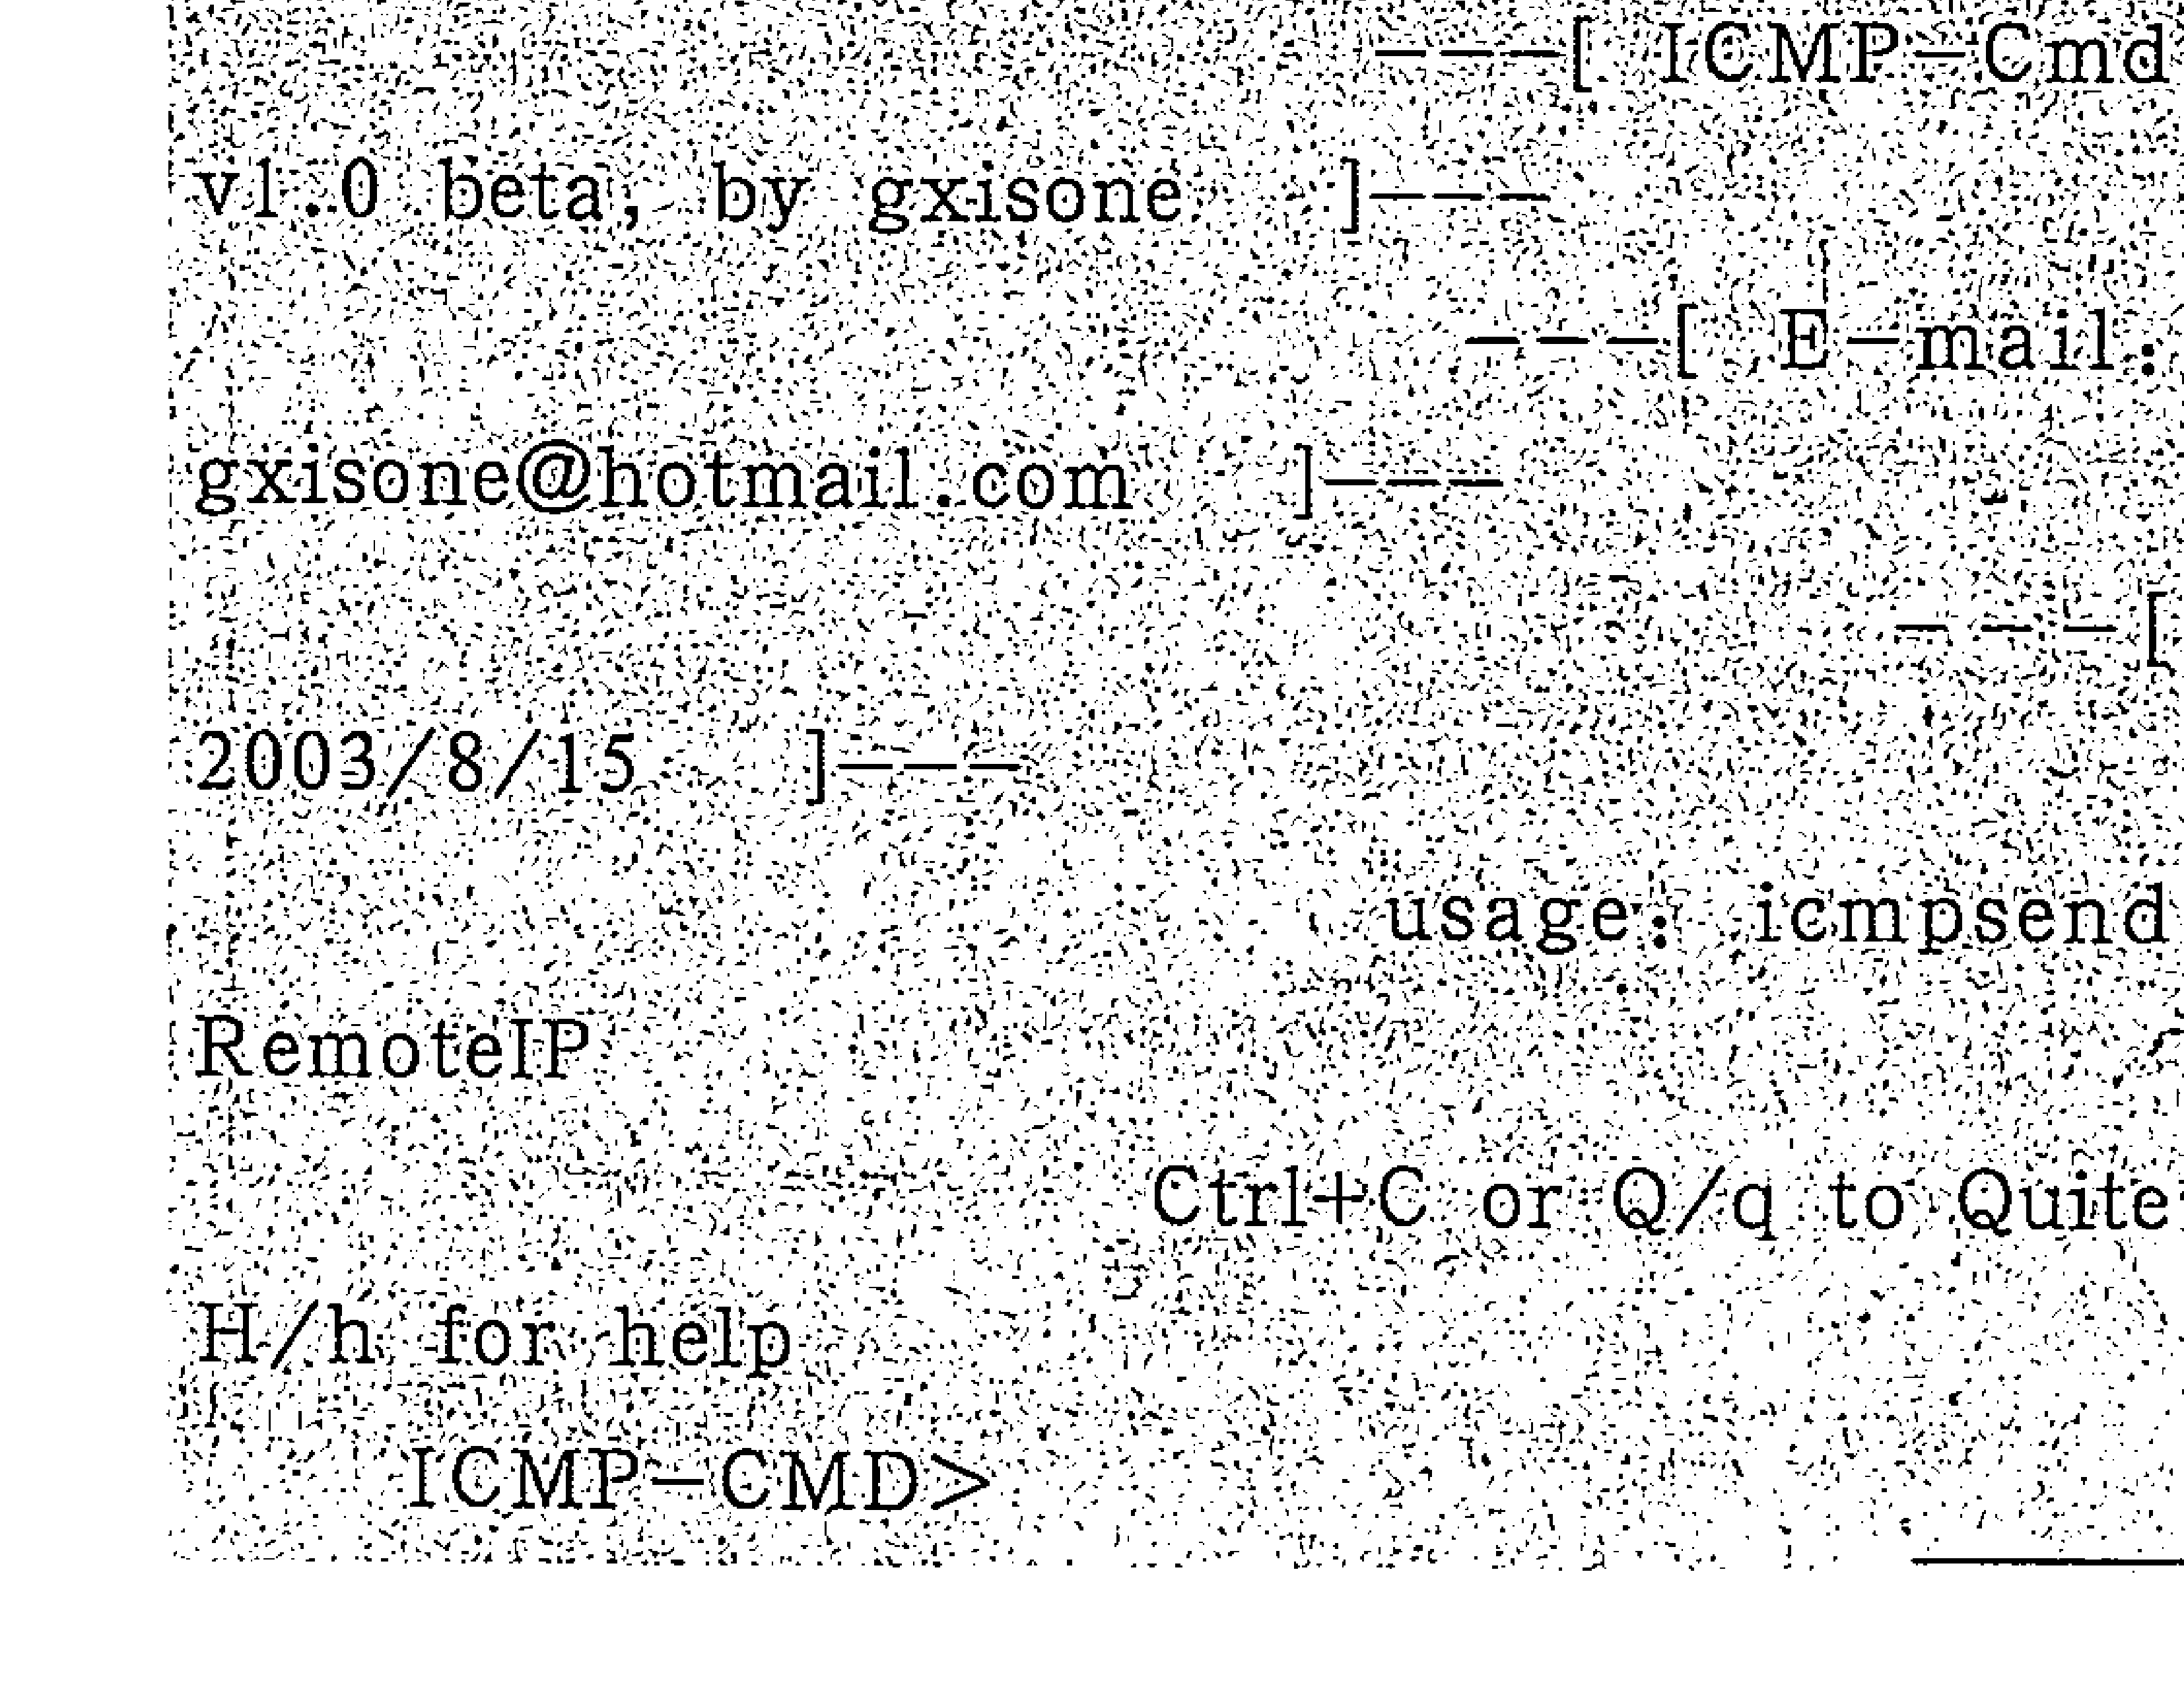 ---[ ICMP-Cmd
v1.0 beta, by gxisone ]---
---[ E-mail:
gxisone@hotmail.com ]---
---[
2003/8/15 ]---
usage: icmpsend
RemoteIP
Ctrl+C or Q/q to Quite
H/h for help
ICMP-CMD>